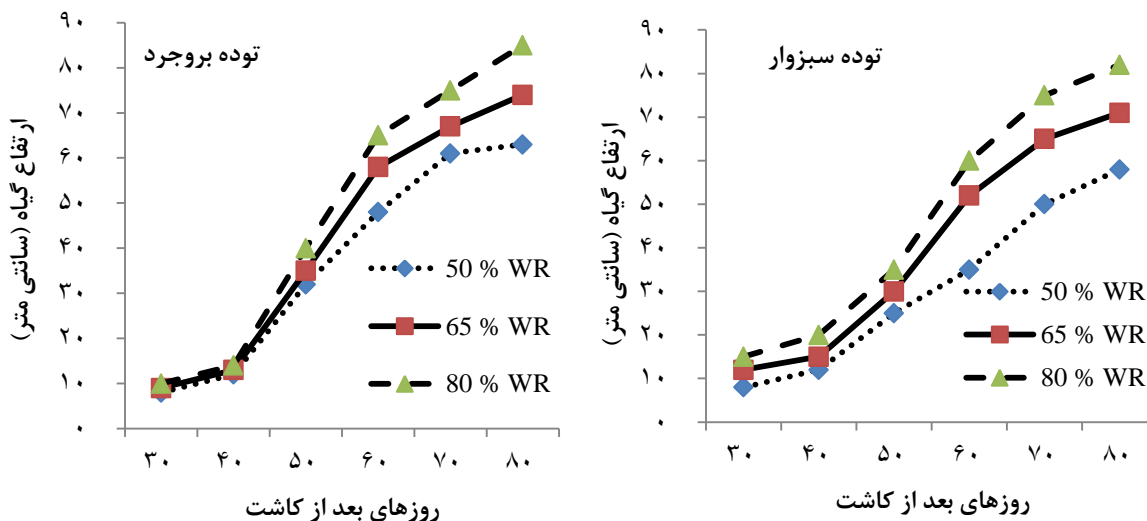 توده بروجرد
ارتفاع گیاه (سانتی متر)
۹۰
۸۰
۷۰
۶۰
۵۰
۴۰
۳۰
۲۰
۱۰
۰
50 % WR
65 % WR
80 % WR
۳۰ ۴۰ ۵۰ ۶۰ ۷۰ ۸۰
روزهای بعد از کاشت
توده سبزوار
ارتفاع گیاه (سانتی متر)
۹۰
۸۰
۷۰
۶۰
۵۰
۴۰
۳۰
۲۰
۱۰
۰
50 % WR
65 % WR
80 % WR
۳۰ ۴۰ ۵۰ ۶۰ ۷۰ ۸۰
روزهای بعد از کاشت